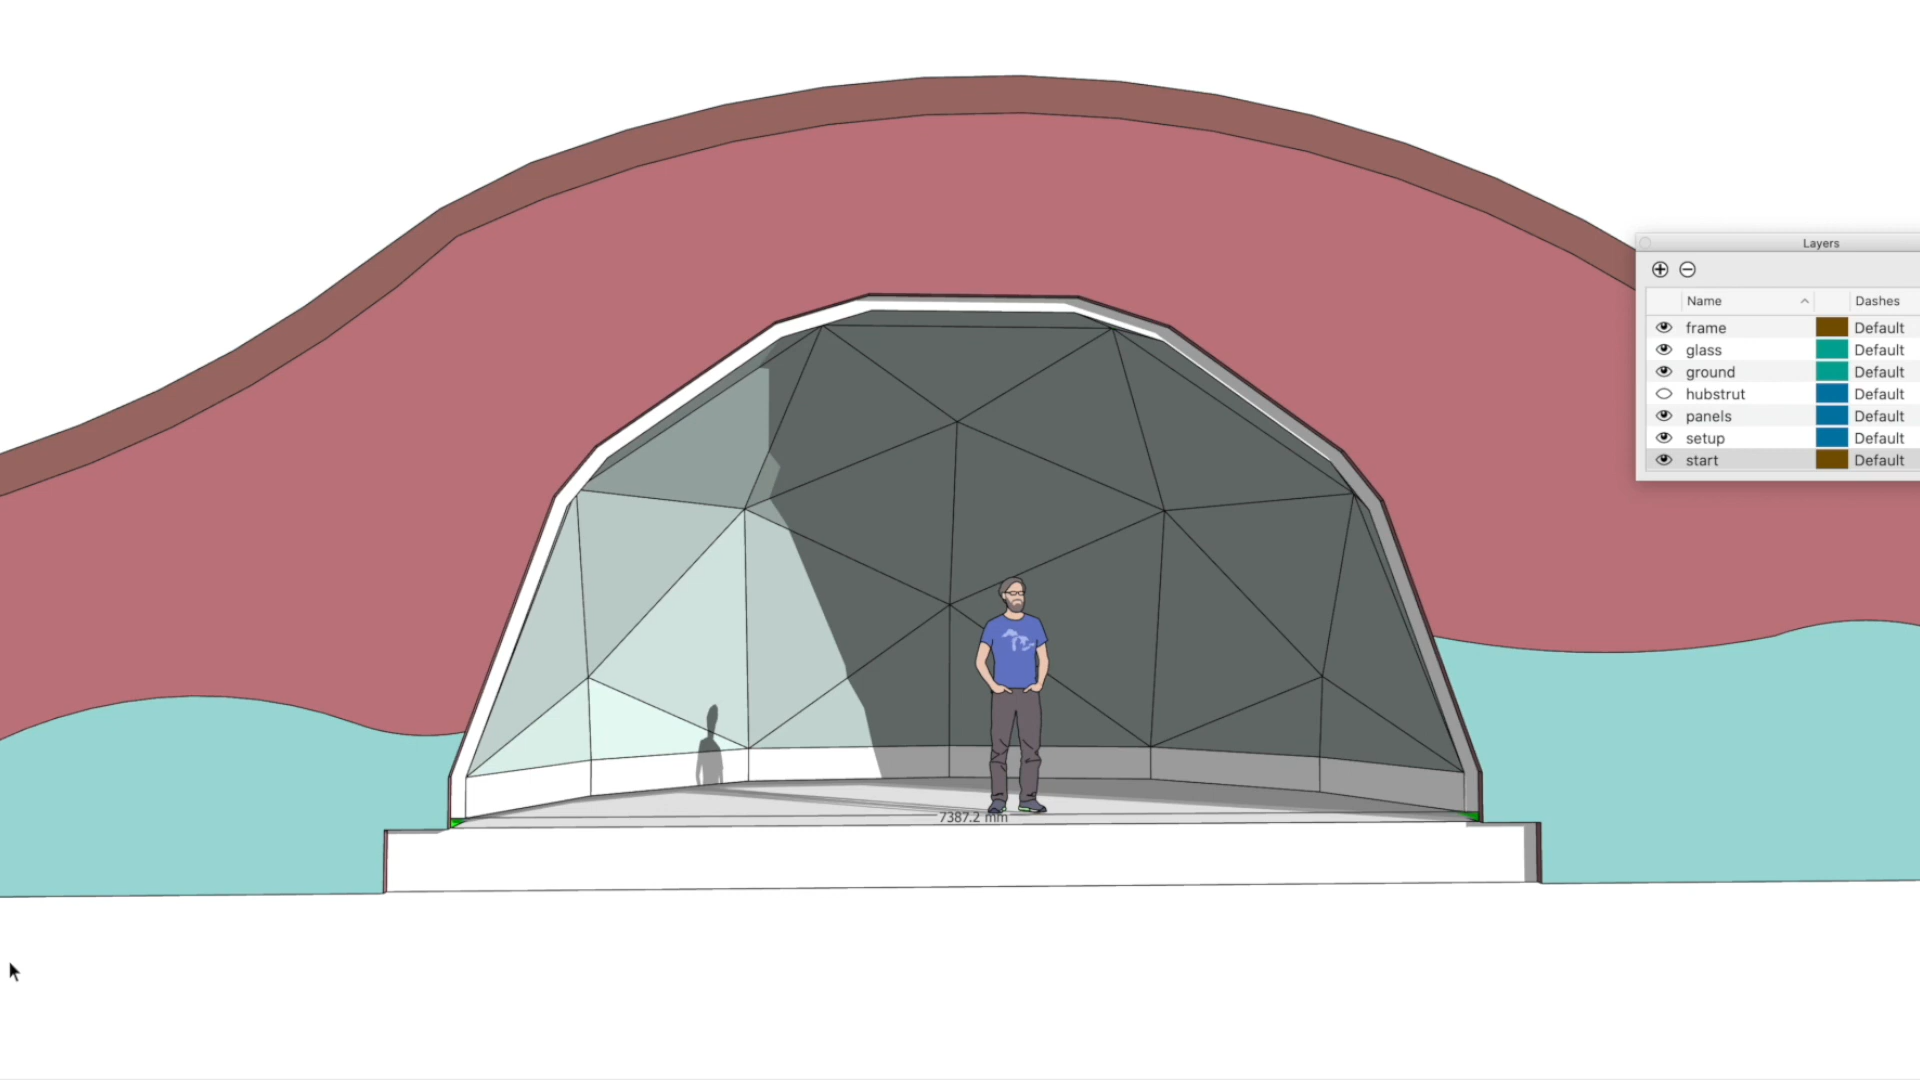 Layers
Name Dashes
frame Default
glass Default
ground Default
hubstrut Default
panels Default
setup Default
start Default
7387.2 mm